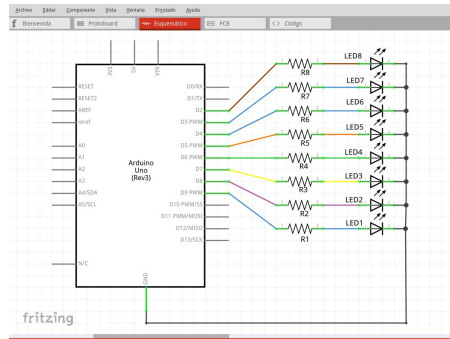 Archivo Editar Componente Vista Ventana Enrutado Ayuda
f Bienvenida Protoboard Esquemático PCB <> Código
3V3 5V VIN
RESET
RESET2
AREF
ioref
A0
A1
A2
A3
A4/SDA
A5/SCL
N/C
Arduino
Uno
(Rev3)
D0/RX
D1/TX
D2
D3 PWM
D4
D5 PWM
D6 PWM
D7
D8
D9 PWM
D10 PWM/SS
D11 PWM/MOSI
D12/MISO
D13/SCK
GND
R8
R7
R6
R5
R4
R3
R2
R1
LED8
LED7
LED6
LED5
LED4
LED3
LED2
LED1
fritzing